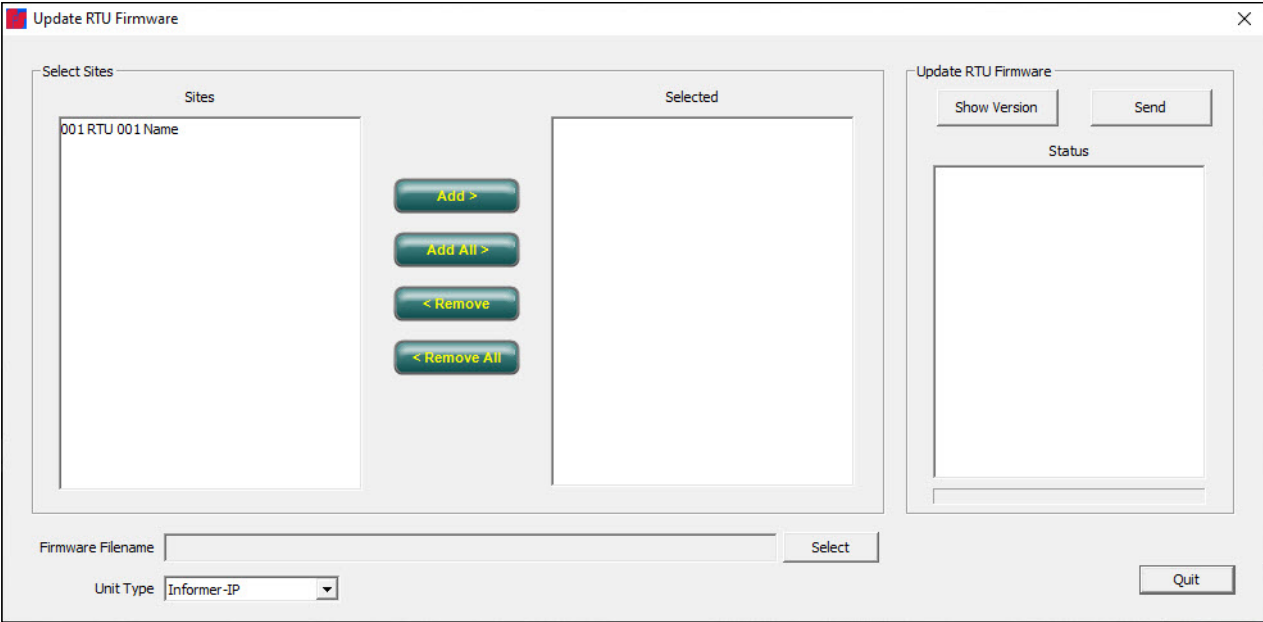 Update RTU Firmware
Select Sites
Sites
Selected
001 RTU 001 Name
Add >
Add All >
< Remove
< Remove All
Update RTU Firmware
Show Version
Send
Status
Firmware Filename
Select
Unit Type
Informer-IP
Quit